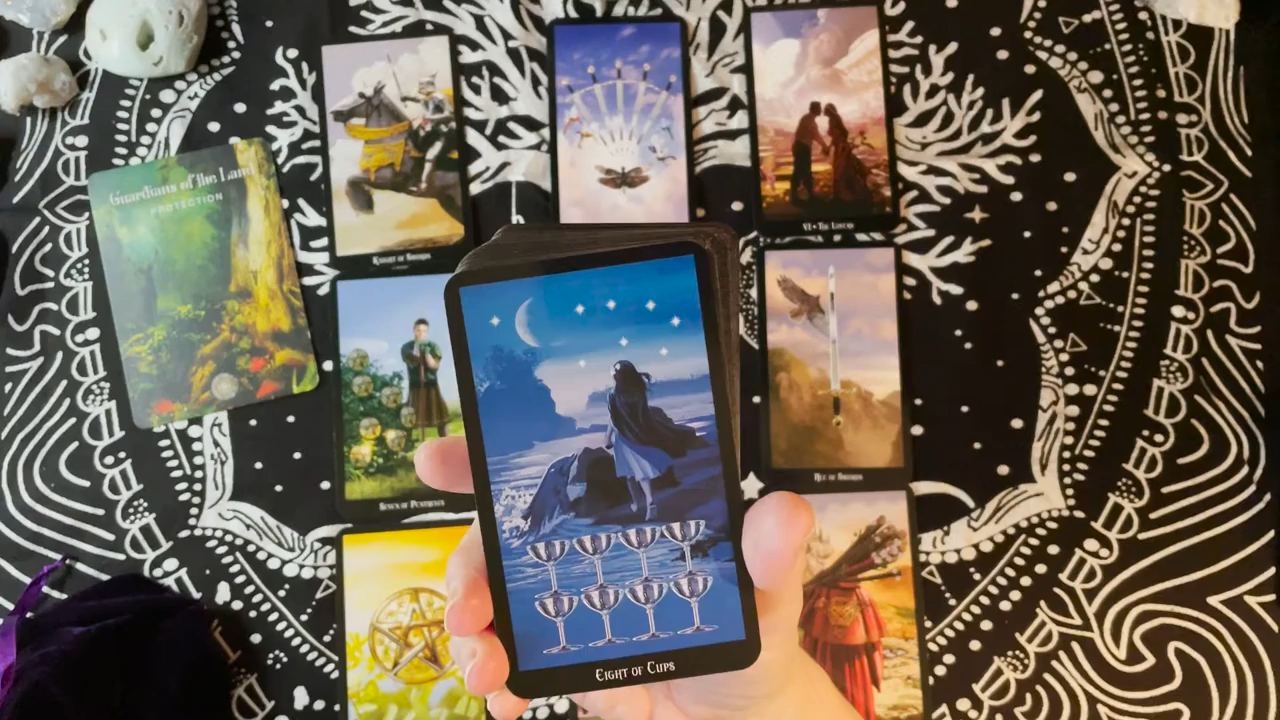 Guardians of the Land
PROTECTION
Knight of Swords
VI • The Lovers
Seven of Pentacles
Ace of Swords
Eight of Cups